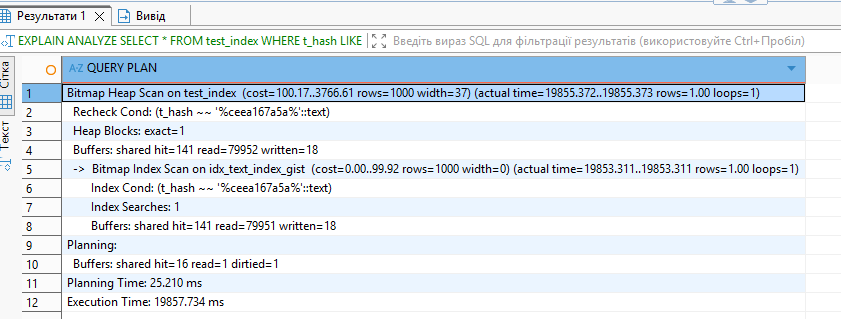 Результати 1 Вивід
EXPLAIN ANALYZE SELECT * FROM test_index WHERE t_hash LIKE Введіть вираз SQL для фільтрації результатів (використовуйте Ctrl+Пробіл)
Сітка
Текст
A-Z QUERY PLAN
1 Bitmap Heap Scan on test_index (cost=100.17..3766.61 rows=1000 width=37) (actual time=19855.372..19855.373 rows=1.00 loops=1)
2 Recheck Cond: (t_hash ~~ '%ceea167a5a%'::text)
3 Heap Blocks: exact=1
4 Buffers: shared hit=141 read=79952 written=18
5 -> Bitmap Index Scan on idx_text_index_gist (cost=0.00..99.92 rows=1000 width=0) (actual time=19853.311..19853.311 rows=1.00 loops=1)
6 Index Cond: (t_hash ~~ '%ceea167a5a%'::text)
7 Index Searches: 1
8 Buffers: shared hit=141 read=79951 written=18
9 Planning:
10 Buffers: shared hit=16 read=1 dirtied=1
11 Planning Time: 25.210 ms
12 Execution Time: 19857.734 ms